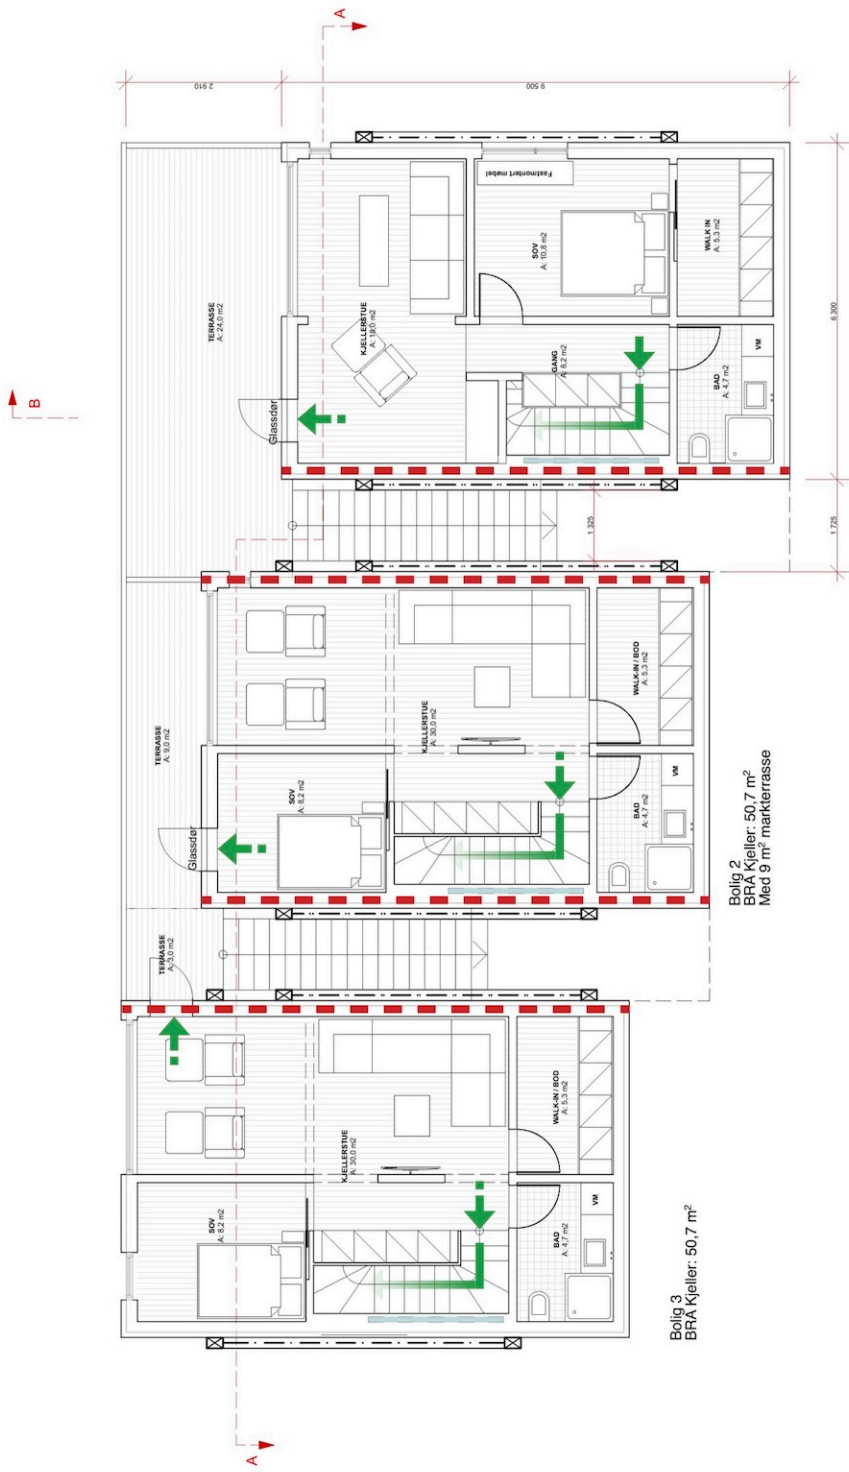 A
2 910
9 500
B
TERRASSE
A: 24,0 m2
KJELLERSTUE
A: 18,0 m2
Fastmontert møbel
SOV
A: 10,8 m2
WALK IN
A: 5,3 m2
6 300
Glassdør
GANG
A: 8,2 m2
BAD
A: 4,7 m2
VM
1 325
1 725
TERRASSE
A: 9,0 m2
KJELLERSTUE
A: 30,0 m2
WALK-IN / BOD
A: 5,3 m2
Glassdør
SOV
A: 8,2 m2
BAD
A: 4,7 m2
VM
Bolig 2
BRA Kjeller: 50,7 m²
Med 9 m² markterrasse
TERRASSE
A: 3,0 m2
KJELLERSTUE
A: 30,0 m2
WALK-IN / BOD
A: 5,3 m2
SOV
A: 8,2 m2
BAD
A: 4,7 m2
VM
Bolig 3
BRA Kjeller: 50,7 m²
A